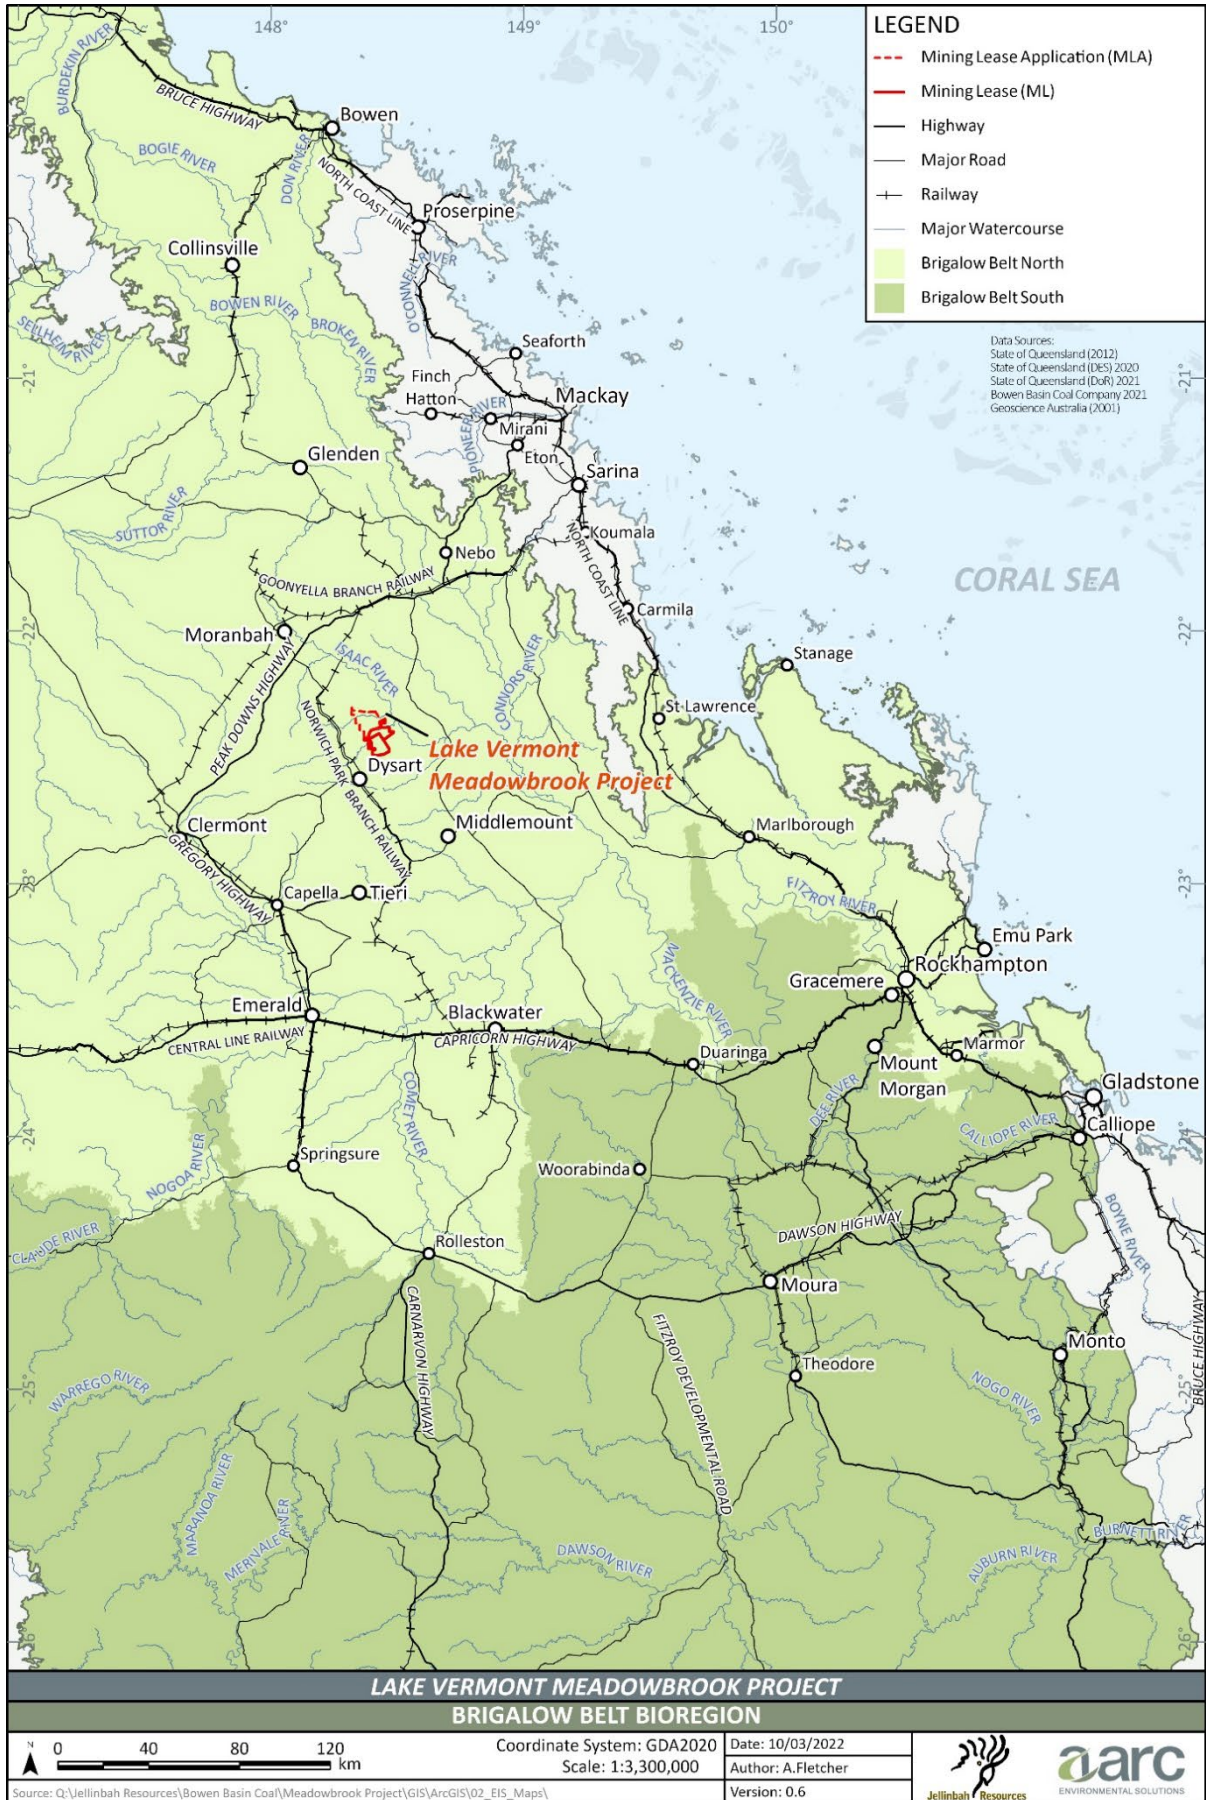 148°
149°
150°
LEGEND
Mining Lease Application (MLA)
Mining Lease (ML)
Highway
Major Road
Railway
Major Watercourse
Brigalow Belt North
Brigalow Belt South
Data Sources:
State of Queensland (2012)
State of Queensland (DES) 2020
State of Queensland (DoR) 2021
Bowen Basin Coal Company 2021
Geoscience Australia (2001)
BURDEKIN RIVER
BRUCE HIGHWAY
Bowen
BOGIE RIVER
DON RIVER
NORTH COAST LINE
Proserpine
Collinsville
O'CONNELL RIVER
BOWEN RIVER
BROKEN RIVER
SELLHEIM RIVER
Seaforth
-21°
-21°
Finch
Hatton
Mackay
PIONEER RIVER
Mirani
Eton
Glenden
Sarina
SUTTOR RIVER
Koumala
Nebo
NORTH COAST LINE
GOONYELLA BRANCH RAILWAY
CORAL SEA
Carmila
Moranbah
-22°
-22°
ISAAC RIVER
CONNORS RIVER
Stanage
PEAK DOWNS HIGHWAY
NORWICH PARK BRANCH RAILWAY
St Lawrence
Lake Vermont
Meadowbrook Project
Dysart
Clermont
Middlemount
Marlborough
GREGORY HIGHWAY
-23°
-23°
Capella
Tieri
FITZROY RIVER
MACKENZIE RIVER
Emu Park
Rockhampton
Gracemere
Emerald
Blackwater
CENTRAL LINE RAILWAY
CAPRICORN HIGHWAY
Duaringa
Marmor
Mount
Morgan
DEE RIVER
COMET RIVER
Gladstone
CALLIOPE RIVER
Calliope
-24°
-24°
NOGOA RIVER
Springsure
Woorabinda
BOYNE RIVER
CLAUDE RIVER
DAWSON HIGHWAY
Rolleston
Moura
CARNARVON HIGHWAY
FITZROY DEVELOPMENTAL ROAD
BRUCE HIGHWAY
Monto
Theodore
WARREGO RIVER
-25°
-25°
NOGO RIVER
MARANOA RIVER
MERIVALE RIVER
BURNETT RIVER
DAWSON RIVER
AUBURN RIVER
-26°
-26°
LAKE VERMONT MEADOWBROOK PROJECT
BRIGALOW BELT BIOREGION
N
0 40 80 120
km
Coordinate System: GDA2020
Scale: 1:3,300,000
Date: 10/03/2022
Author: A.Fletcher
Version: 0.6
Source: Q:\Jellinbah Resources\Bowen Basin Coal\Meadowbrook Project\GIS\ArcGIS\02_EIS_Maps\
Jellinbah Resources
aarc
ENVIRONMENTAL SOLUTIONS